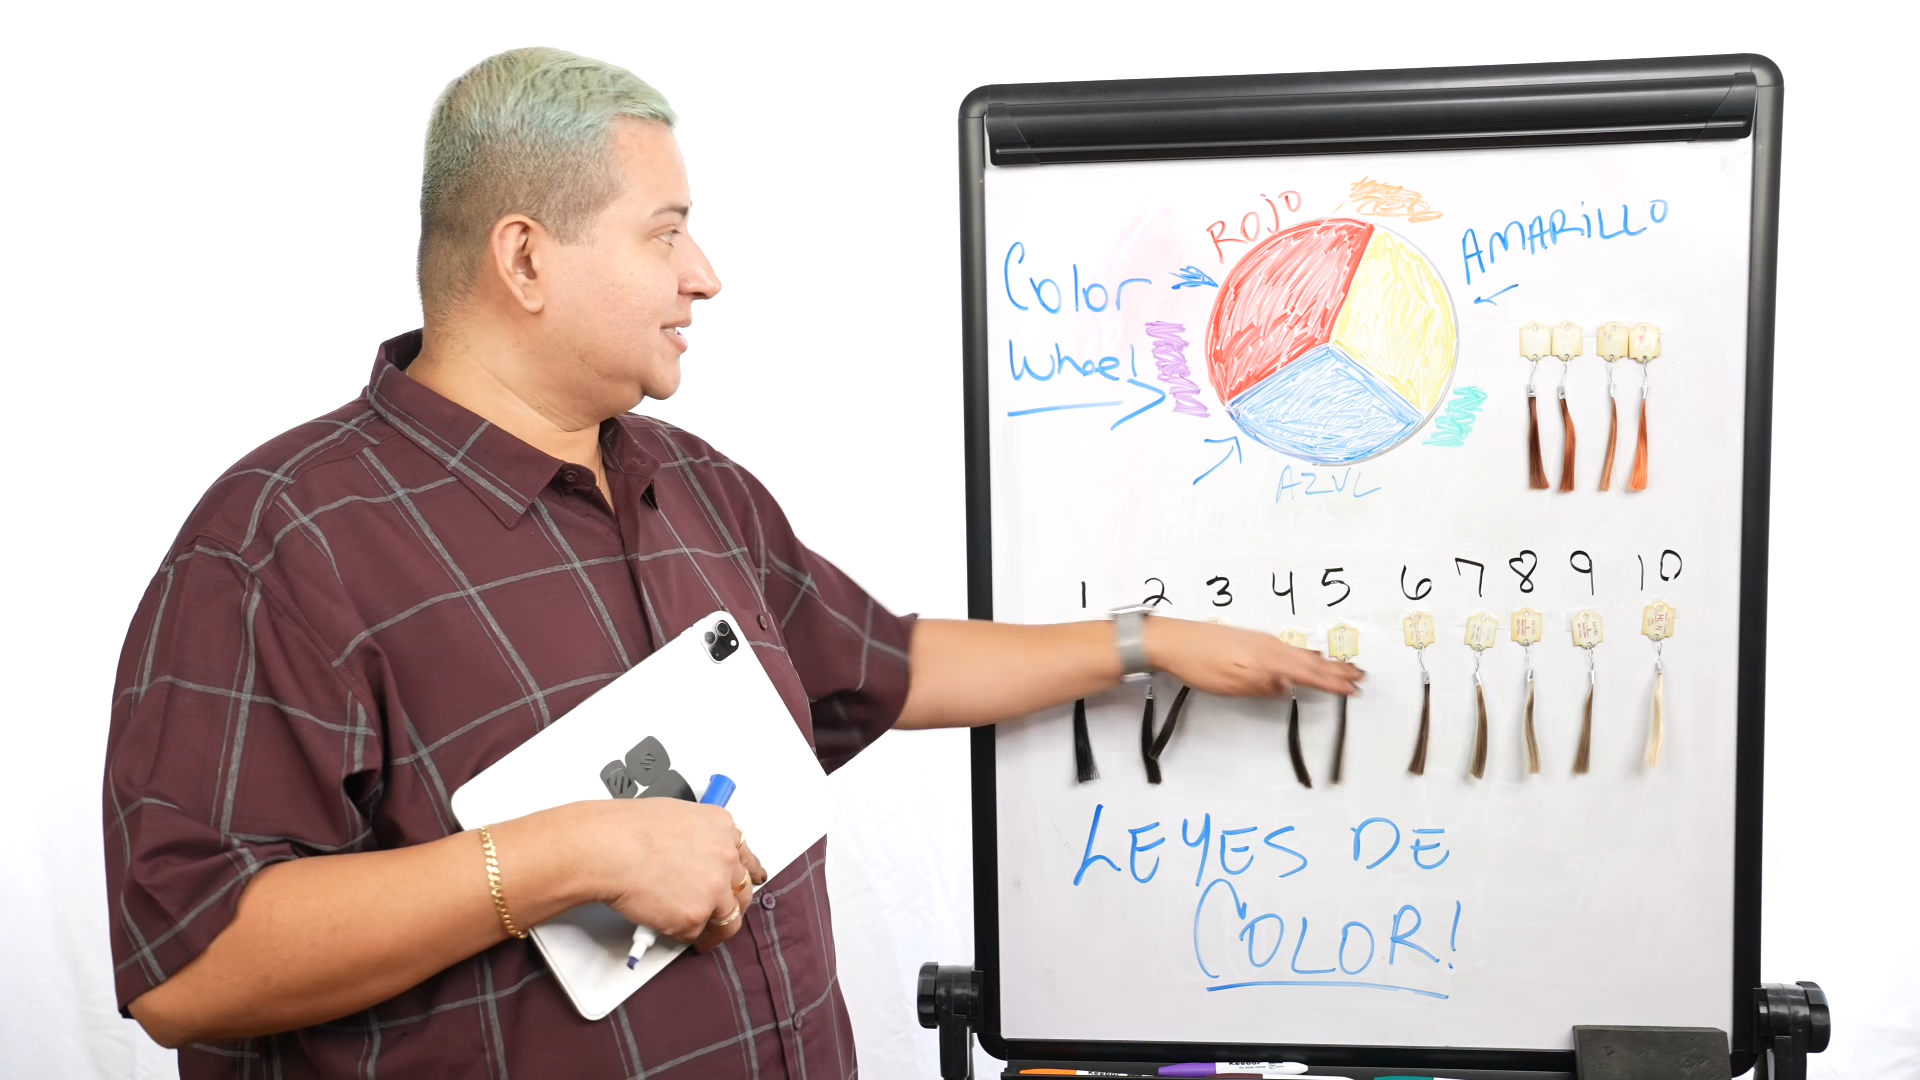 ROJO
AMARILLO
Color
Wheel
AZUL
1 2 3 4 5 6 7 8 9 10
LEYES DE
COLOR!